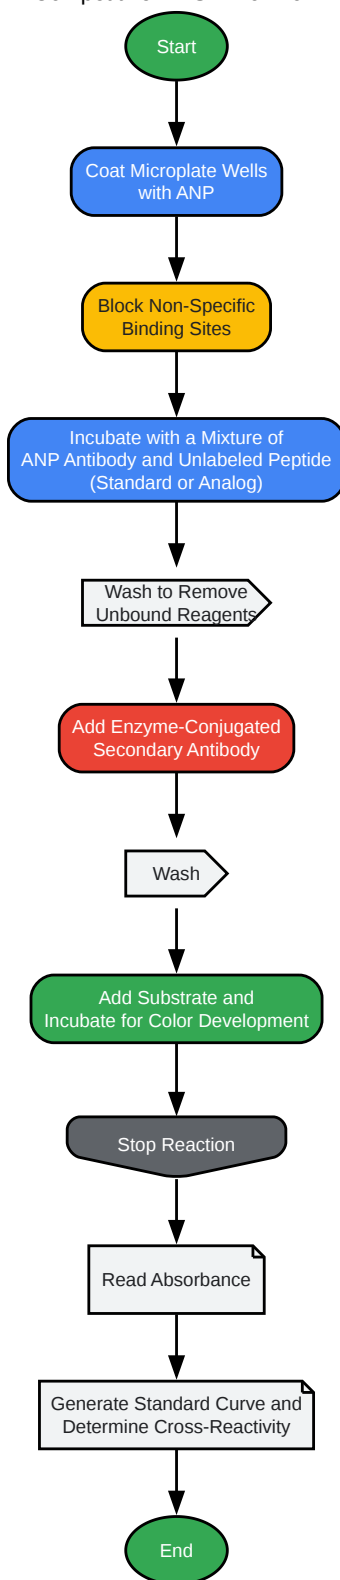 Start
Coat Microplate Wells
with ANP
Block Non-Specific
Binding Sites
Incubate with a Mixture of
ANP Antibody and Unlabeled Peptide
(Standard or Analog)
Wash to Remove
Unbound Reagents
Add Enzyme-Conjugated
Secondary Antibody
Wash
Add Substrate and
Incubate for Color Development
Stop Reaction
Read Absorbance
Generate Standard Curve and
Determine Cross-Reactivity
End